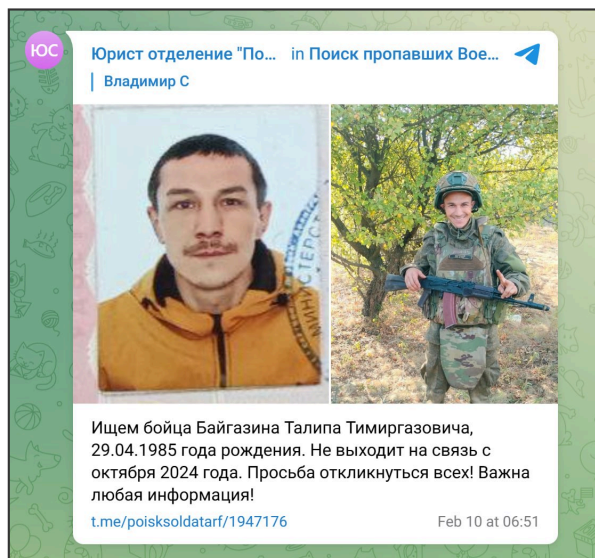 ЮС
Юрист отделение "По... in Поиск пропавших Вое...
Владимир С
МИНИСТЕРСТВ
Ищем бойца Байгазина Талипа Тимиргазовича,
29.04.1985 года рождения. Не выходит на связь с
октября 2024 года. Просьба откликнуться всех! Важна
любая информация!
t.me/poisksoldatarf/1947176 Feb 10 at 06:51